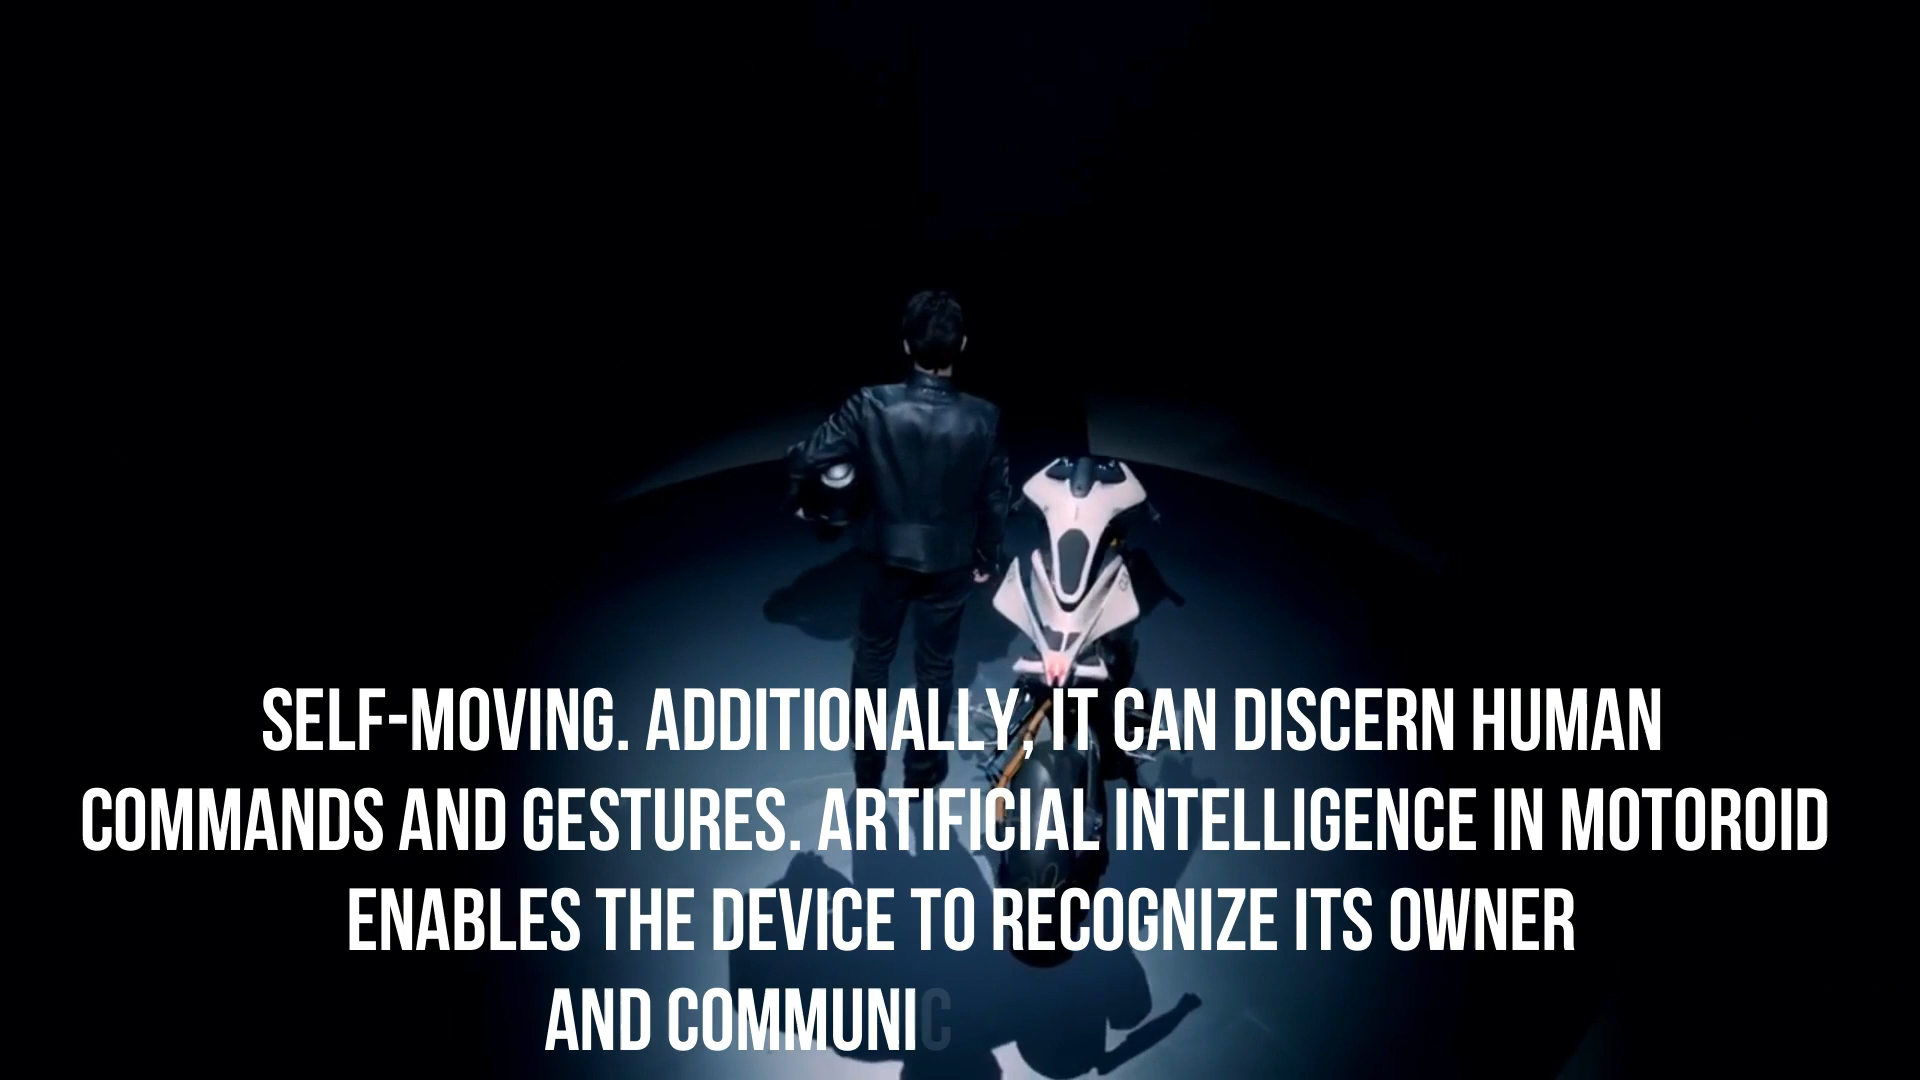 SELF-MOVING. ADDITIONALLY, IT CAN DISCERN HUMAN
COMMANDS AND GESTURES. ARTIFICIAL INTELLIGENCE IN MOTOROID
ENABLES THE DEVICE TO RECOGNIZE ITS OWNER
AND COMMUNIC